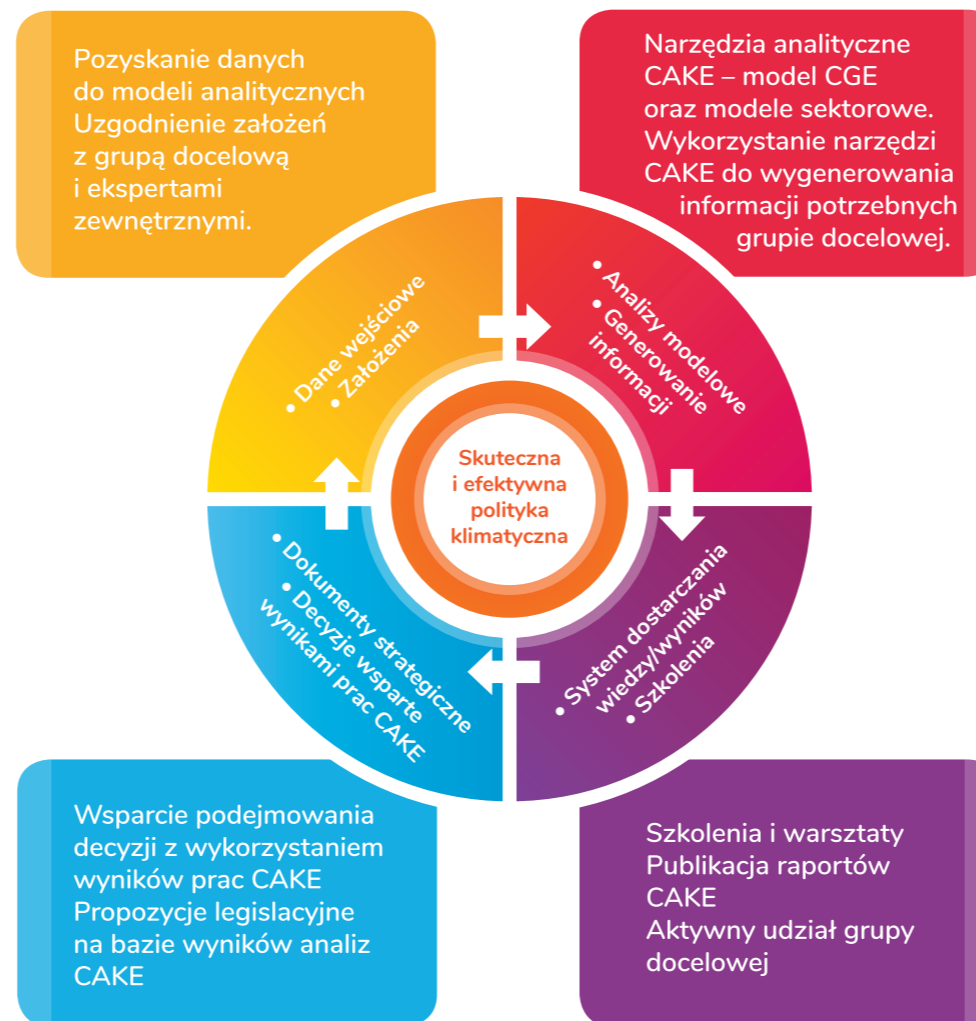 Pozyskanie danych
do modeli analitycznych
Uzgodnienie założeń
z grupą docelową
i ekspertami
zewnętrznymi.
Narzędzia analityczne
CAKE – model CGE
oraz modele sektorowe.
Wykorzystanie narzędzi
CAKE do wygenerowania
informacji potrzebnych
grupie docelowej.
• Dane wejściowe
• Założenia
• Analizy modelowe
• Generowanie
informacji
Skuteczna
i efektywna
polityka
klimatyczna
• Dokumenty strategiczne
• Decyzje wsparte
wynikami prac CAKE
• System dostarczania
wiedzy/wyników
• Szkolenia
Wsparcie podejmowania
decyzji z wykorzystaniem
wyników prac CAKE
Propozycje legislacyjne
na bazie wyników analiz
CAKE
Szkolenia i warsztaty
Publikacja raportów
CAKE
Aktywny udział grupy
docelowej